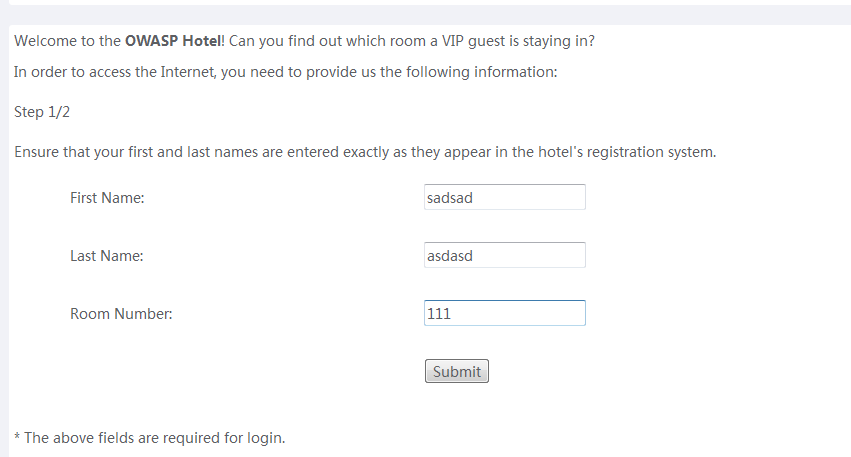 Welcome to the OWASP Hotel! Can you find out which room a VIP guest is staying in?
In order to access the Internet, you need to provide us the following information:
Step 1/2
Ensure that your first and last names are entered exactly as they appear in the hotel's registration system.
First Name: sadsad
Last Name: asdasd
Room Number: 111
Submit
* The above fields are required for login.